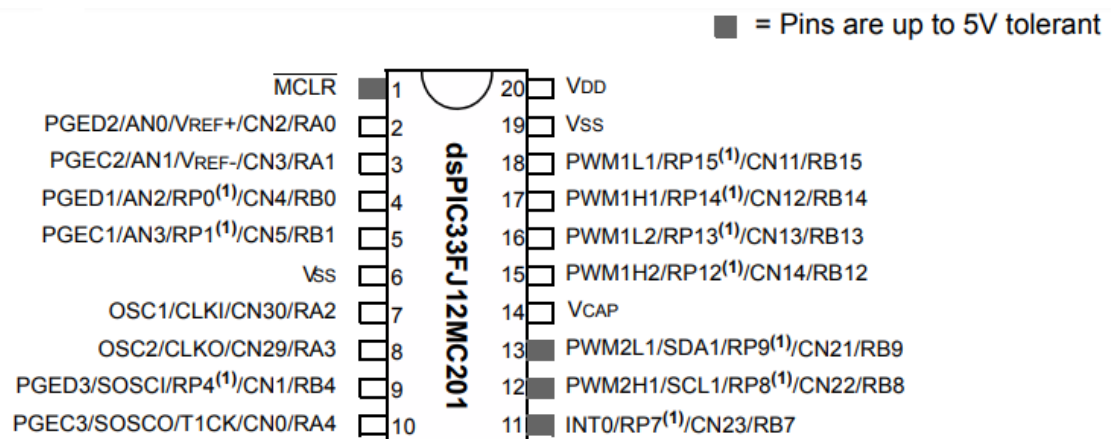 = Pins are up to 5V tolerant
MCLR 1 20 VDD
PGED2/AN0/VREF+/CN2/RA0 2 19 VSS
PGEC2/AN1/VREF-/CN3/RA1 3 18 PWM1L1/RP15(1)/CN11/RB15
PGED1/AN2/RP0(1)/CN4/RB0 4 17 PWM1H1/RP14(1)/CN12/RB14
PGEC1/AN3/RP1(1)/CN5/RB1 5 16 PWM1L2/RP13(1)/CN13/RB13
VSS 6 15 PWM1H2/RP12(1)/CN14/RB12
OSC1/CLKI/CN30/RA2 7 14 VCAP
OSC2/CLKO/CN29/RA3 8 13 PWM2L1/SDA1/RP9(1)/CN21/RB9
PGED3/SOSCI/RP4(1)/CN1/RB4 9 12 PWM2H1/SCL1/RP8(1)/CN22/RB8
PGEC3/SOSCO/T1CK/CN0/RA4 10 11 INT0/RP7(1)/CN23/RB7
dsPIC33FJ12MC201